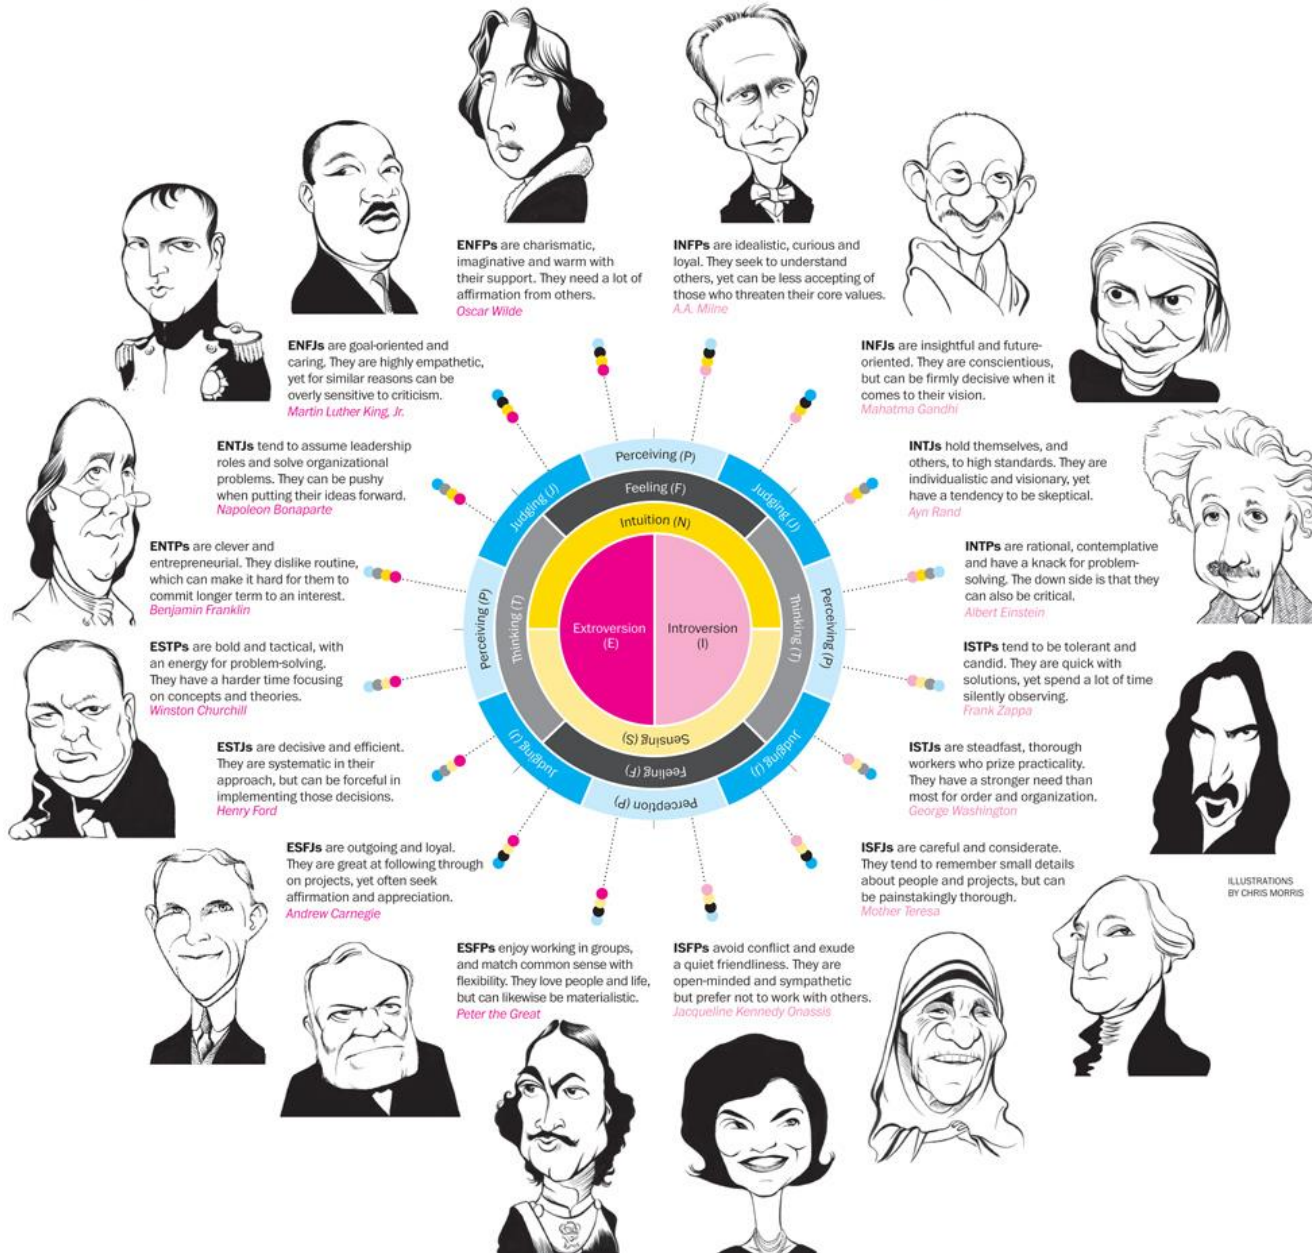 ENFPs are charismatic,
imaginative and warm with
their support. They need a lot of
affirmation from others.
Oscar Wilde
INFPs are idealistic, curious and
loyal. They seek to understand
others, yet can be less accepting of
those who threaten their core values.
A.A. Milne
ENFJs are goal-oriented and
caring. They are highly empathetic,
yet for similar reasons can be
overly sensitive to criticism.
Martin Luther King, Jr.
INFJs are insightful and future-
oriented. They are conscientious,
but can be firmly decisive when it
comes to their vision.
Mahatma Gandhi
ENTJs tend to assume leadership
roles and solve organizational
problems. They can be pushy
when putting their ideas forward.
Napoleon Bonaparte
INTJs hold themselves, and
others, to high standards. They are
individualistic and visionary, yet
have a tendency to be skeptical.
Ayn Rand
ENTPs are clever and
entrepreneurial. They dislike routine,
which can make it hard for them to
commit longer term to an interest.
Benjamin Franklin
INTPs are rational, contemplative
and have a knack for problem-
solving. The down side is that they
can also be critical.
Albert Einstein
ESTPs are bold and tactical, with
an energy for problem-solving.
They have a harder time focusing
on concepts and theories.
Winston Churchill
ISTPs tend to be tolerant and
candid. They are quick with
solutions, yet spend a lot of time
silently observing.
Frank Zappa
ESTJs are decisive and efficient.
They are systematic in their
approach, but can be forceful in
implementing those decisions.
Henry Ford
ISTJs are steadfast, thorough
workers who prize practicality.
They have a stronger need than
most for order and organization.
George Washington
ESFJs are outgoing and loyal.
They are great at following through
on projects, yet often seek
affirmation and appreciation.
Andrew Carnegie
ISFJs are careful and considerate.
They tend to remember small details
about people and projects, but can
be painstakingly thorough.
Mother Teresa
ESFPs enjoy working in groups,
and match common sense with
flexibility. They love people and life,
but can likewise be materialistic.
Peter the Great
ISFPs avoid conflict and exude
a quiet friendliness. They are
open-minded and sympathetic
but prefer not to work with others.
Jacqueline Kennedy Onassis
Perceiving (P)
Judging (J)
Feeling (F)
Judging (J)
Intuition (N)
Perceiving (P)
Thinking (T)
Extroversion
(E)
Introversion
(I)
Thinking (T)
Perceiving (P)
Sensing (S)
Judging (J)
Feeling (F)
Judging (J)
Perception (P)
ILLUSTRATIONS
BY CHRIS MORRIS